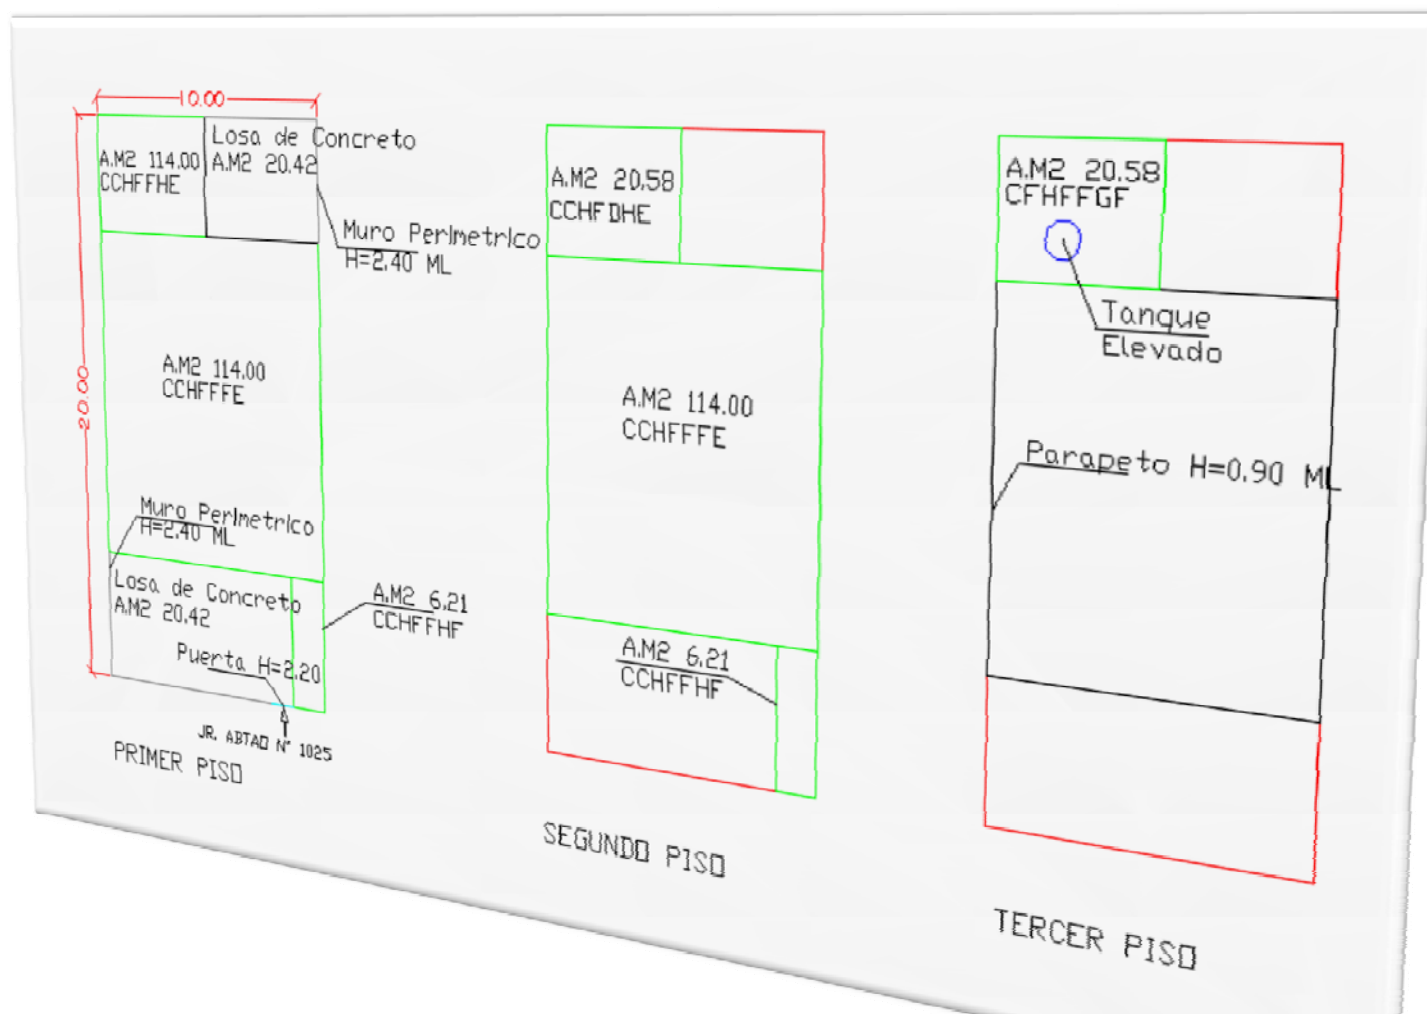 10.00
20.00
A.M2 114.00
CCHFFHE
Losa de Concreto
A.M2 20.42
Muro Perimetrico
H=2.40 ML
A.M2 114.00
CCHFFFE
Muro Perimetrico
H=2.40 ML
Losa de Concreto
A.M2 20.42
A.M2 6.21
CCHFFHF
Puerta H=2.20
JR. ABTAO N° 1025
PRIMER PISO
A.M2 20.58
CCHFDHE
A.M2 114.00
CCHFFFE
A.M2 6.21
CCHFFHF
SEGUNDO PISO
A.M2 20.58
CFHFFGF
Tanque
Elevado
Parapeto H=0.90 ML
TERCER PISO